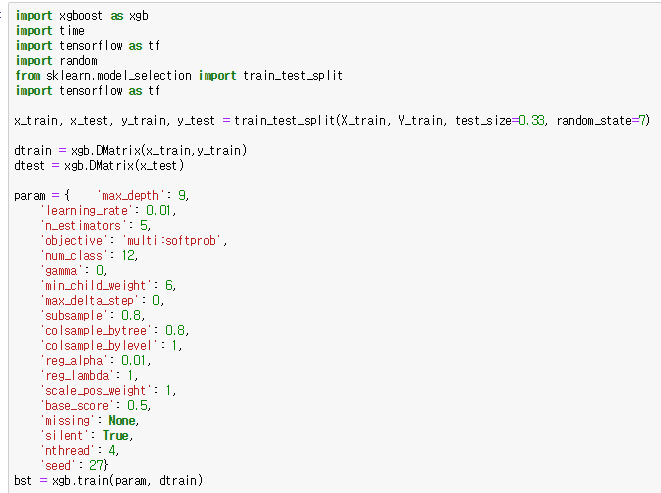 import xgboost as xgb
import time
import tensorflow as tf
import random
from sklearn.model_selection import train_test_split
import tensorflow as tf
x_train, x_test, y_train, y_test = train_test_split(X_train, Y_train, test_size=0.33, random_state=7)
dtrain = xgb.DMatrix(x_train,y_train)
dtest = xgb.DMatrix(x_test)
param = {    'max_depth': 9,
    'learning_rate': 0.01,
    'n_estimators': 5,
    'objective': 'multi:softprob',
    'num_class': 12,
    'gamma': 0,
    'min_child_weight': 6,
    'max_delta_step': 0,
    'subsample': 0.8,
    'colsample_bytree': 0.8,
    'colsample_bylevel': 1,
    'reg_alpha': 0.01,
    'reg_lambda': 1,
    'scale_pos_weight': 1,
    'base_score': 0.5,
    'missing': None,
    'silent': True,
    'nthread': 4,
    'seed': 27}
bst = xgb.train(param, dtrain)